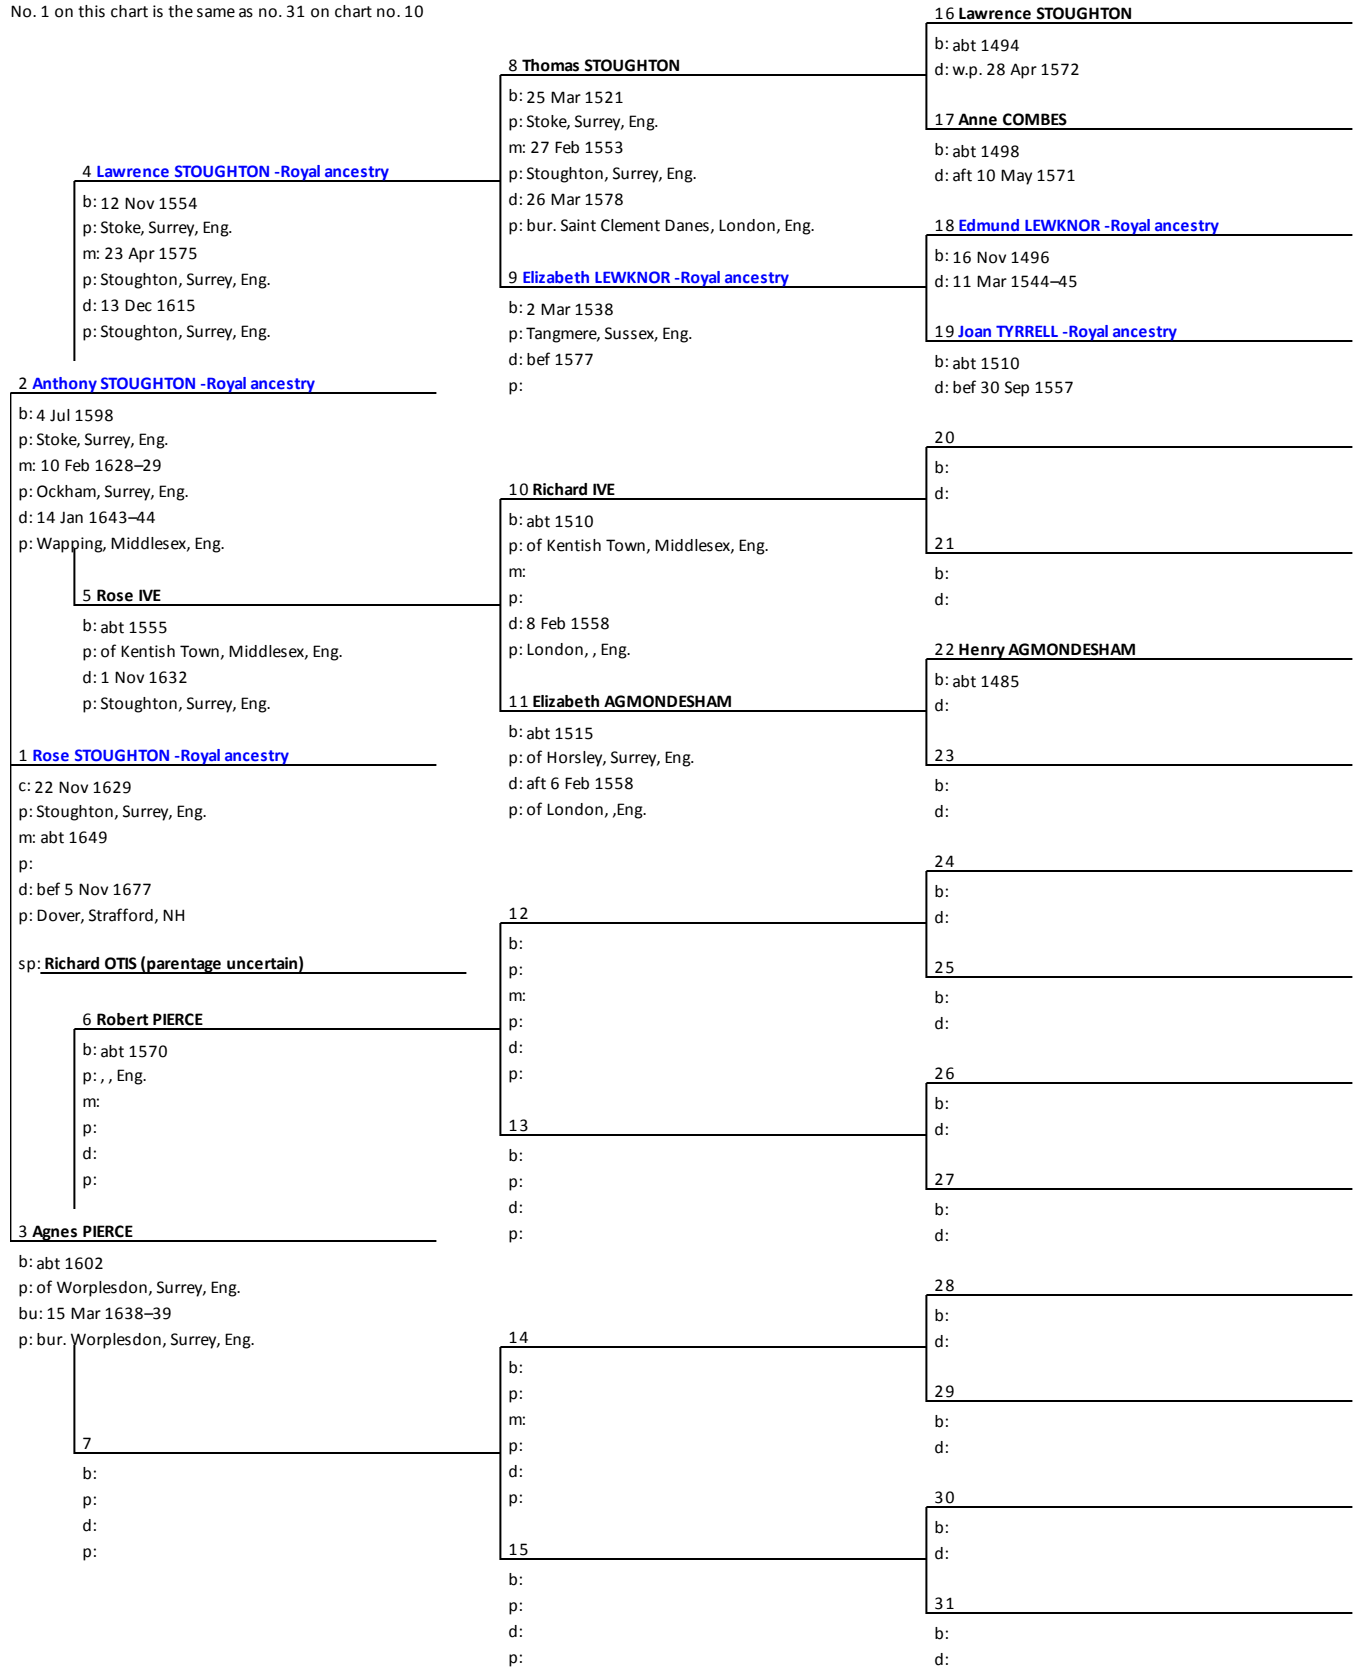 No. 1 on this chart is the same as no. 31 on chart no. 10
16 Lawrence STOUGHTON
b: abt 1494
d: w.p. 28 Apr 1572
8 Thomas STOUGHTON
b: 25 Mar 1521
p: Stoke, Surrey, Eng.
m: 27 Feb 1553
p: Stoughton, Surrey, Eng.
d: 26 Mar 1578
p: bur. Saint Clement Danes, London, Eng.
17 Anne COMBES
b: abt 1498
d: aft 10 May 1571
4 Lawrence STOUGHTON -Royal ancestry
b: 12 Nov 1554
p: Stoke, Surrey, Eng.
m: 23 Apr 1575
p: Stoughton, Surrey, Eng.
d: 13 Dec 1615
p: Stoughton, Surrey, Eng.
18 Edmund LEWKNOR -Royal ancestry
b: 16 Nov 1496
d: 11 Mar 1544–45
9 Elizabeth LEWKNOR -Royal ancestry
b: 2 Mar 1538
p: Tangmere, Sussex, Eng.
d: bef 1577
p:
19 Joan TYRRELL -Royal ancestry
b: abt 1510
d: bef 30 Sep 1557
2 Anthony STOUGHTON -Royal ancestry
b: 4 Jul 1598
p: Stoke, Surrey, Eng.
m: 10 Feb 1628–29
p: Ockham, Surrey, Eng.
d: 14 Jan 1643–44
p: Wapping, Middlesex, Eng.
20
b:
d:
10 Richard IVE
b: abt 1510
p: of Kentish Town, Middlesex, Eng.
m:
p:
d: 8 Feb 1558
p: London, , Eng.
21
b:
d:
5 Rose IVE
b: abt 1555
p: of Kentish Town, Middlesex, Eng.
d: 1 Nov 1632
p: Stoughton, Surrey, Eng.
22 Henry AGMONDESHAM
b: abt 1485
d:
11 Elizabeth AGMONDESHAM
b: abt 1515
p: of Horsley, Surrey, Eng.
d: aft 6 Feb 1558
p: of London, ,Eng.
23
b:
d:
1 Rose STOUGHTON -Royal ancestry
c: 22 Nov 1629
p: Stoughton, Surrey, Eng.
m: abt 1649
p:
d: bef 5 Nov 1677
p: Dover, Strafford, NH
sp: Richard OTIS (parentage uncertain)
24
b:
d:
12
b:
p:
m:
p:
d:
p:
25
b:
d:
6 Robert PIERCE
b: abt 1570
p: , , Eng.
m:
p:
d:
p:
26
b:
d:
13
b:
p:
d:
p:
27
b:
d:
3 Agnes PIERCE
b: abt 1602
p: of Worplesdon, Surrey, Eng.
bu: 15 Mar 1638–39
p: bur. Worplesdon, Surrey, Eng.
28
b:
d:
14
b:
p:
m:
p:
d:
p:
29
b:
d:
7
b:
p:
d:
p:
30
b:
d:
15
b:
p:
d:
p:
31
b:
d: